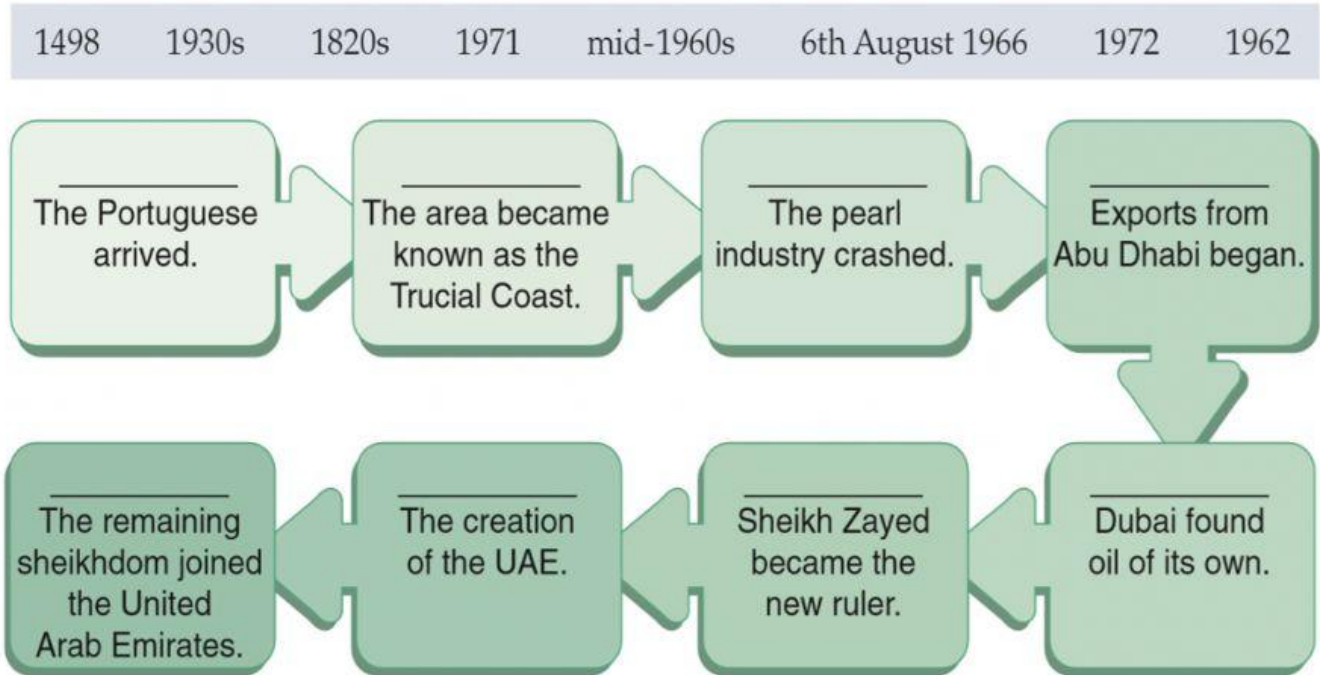 1498 1930s 1820s 1971 mid-1960s 6th August 1966 1972 1962
The Portuguese
arrived.
The area became
known as the
Trucial Coast.
The pearl
industry crashed.
Exports from
Abu Dhabi began.
Dubai found
oil of its own.
Sheikh Zayed
became the
new ruler.
The creation
of the UAE.
The remaining
sheikhdom joined
the United
Arab Emirates.